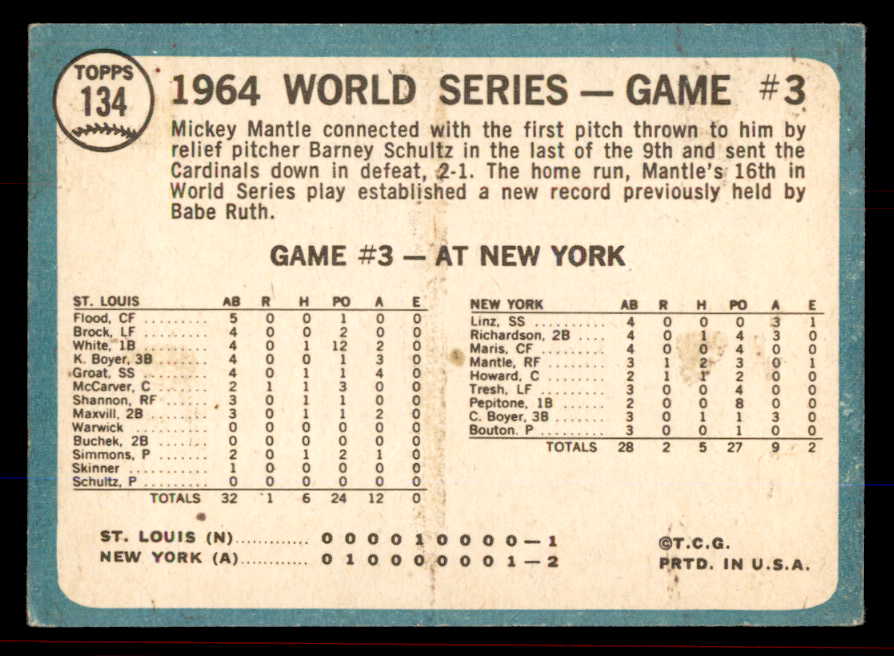 TOPPS
134
1964 WORLD SERIES — GAME #3
Mickey Mantle connected with the first pitch thrown to him by
relief pitcher Barney Schultz in the last of the 9th and sent the
Cardinals down in defeat, 2-1. The home run, Mantle's 16th in
World Series play established a new record previously held by
Babe Ruth.
GAME #3 — AT NEW YORK
ST. LOUIS AB R H PO A E
Flood, CF ......... 5 0 0 1 0 0
Brock, LF ......... 4 0 0 2 0 0
White, 1B ......... 4 0 1 12 2 0
K. Boyer, 3B ....... 4 0 0 1 3 0
Groat, SS ......... 4 0 1 1 4 0
McCarver, C ....... 2 1 1 3 0 0
Shannon, RF ....... 3 0 1 1 0 0
Maxvill, 2B ........ 3 0 1 1 2 0
Warwick .......... 0 0 0 0 0 0
Buchek, 2B ....... 0 0 0 0 0 0
Simmons, P ....... 2 0 1 2 1 0
Skinner .......... 1 0 0 0 0 0
Schultz, P ......... 0 0 0 0 0 0
TOTALS 32 1 6 24 12 0
NEW YORK AB R H PO A E
Linz, SS .......... 4 0 0 0 3 1
Richardson, 2B .... 4 0 1 4 3 0
Maris, CF ......... 4 0 0 4 0 0
Mantle, RF ........ 3 1 2 3 0 1
Howard, C ........ 2 1 1 2 0 0
Tresh, LF ......... 3 0 0 4 0 0
Pepitone, 1B ...... 2 0 0 8 0 0
C. Boyer, 3B ...... 3 0 1 1 3 0
Bouton. P ......... 3 0 0 1 0 0
TOTALS 28 2 5 27 9 2
ST. LOUIS (N)............ 0 0 0 0 1 0 0 0 0 — 1
NEW YORK (A)............ 0 1 0 0 0 0 0 0 1 — 2
©T.C.G.
PRTD. IN U.S.A.